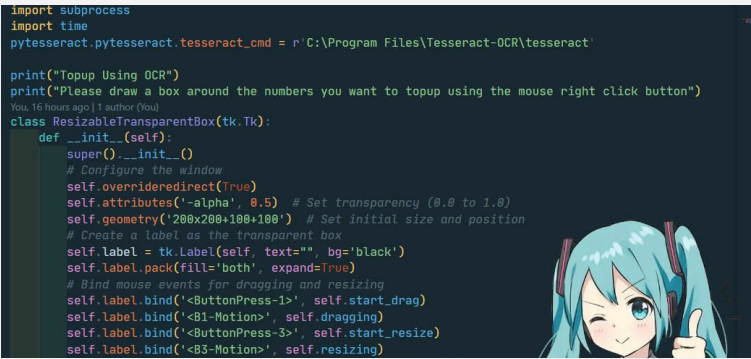 import subprocess
import time
pytesseract.pytesseract.tesseract_cmd = r'C:\Program Files\Tesseract-OCR\tesseract'
print("Topup Using OCR")
print("Please draw a box around the numbers you want to topup using the mouse right click button")
You, 16 hours ago | 1 author (You)
class ResizableTransparentBox(tk.Tk):
def __init__(self):
super().__init__()
# Configure the window
self.overrideredirect(True)
self.attributes('-alpha', 0.5)  # Set transparency (0.0 to 1.0)
self.geometry('200x200+100+100')  # Set initial size and position
# Create a label as the transparent box
self.label = tk.Label(self, text="", bg='black')
self.label.pack(fill='both', expand=True)
# Bind mouse events for dragging and resizing
self.label.bind('<ButtonPress-1>', self.start_drag)
self.label.bind('<B1-Motion>', self.dragging)
self.label.bind('<ButtonPress-3>', self.start_resize)
self.label.bind('<B3-Motion>', self.resizing)